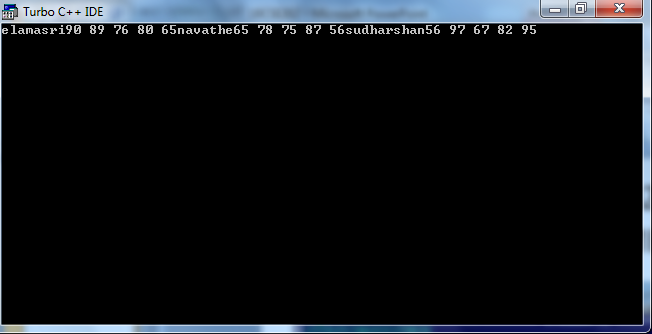 Turbo C++ IDE
elamasri90 89 76 80 65navathe65 78 75 87 56sudharshan56 97 67 82 95